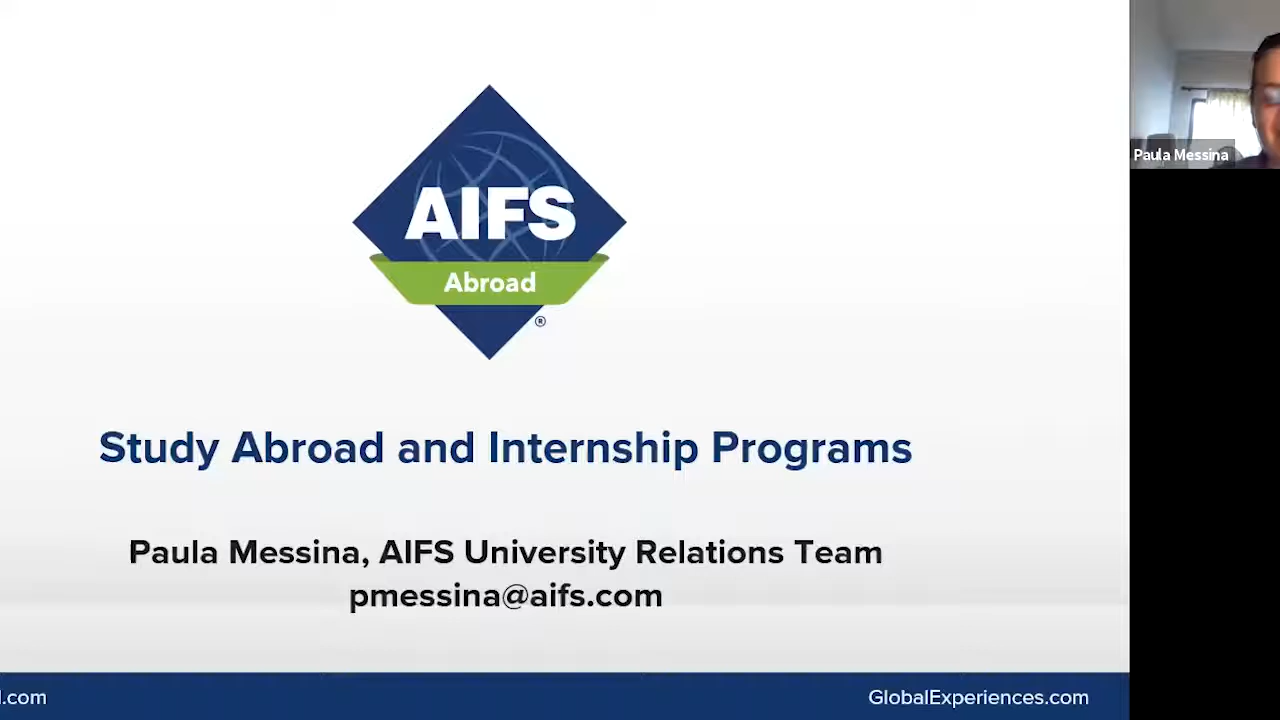 Paula Messina
AIFS
Abroad
®
Study Abroad and Internship Programs
Paula Messina, AIFS University Relations Team
pmessina@aifs.com
.com
GlobalExperiences.com